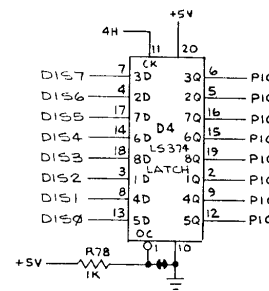 +5V
4H
11 20
CK
DIS7 7 3D 3Q 6 PIC
DIS6 4 2D 2Q 5 PIC
DIS5 17 7D 7Q 16 PIC
DIS4 14 6D D4 6Q 15 PIC
DIS3 18 8D LS374 8Q 19 PIC
DIS2 3 1D LATCH 1Q 2 PIC
DIS1 8 4D 4Q 9 PIC
DISØ 13 5D 5Q 12 PIC
OC
1 10
R78
+5V
1K